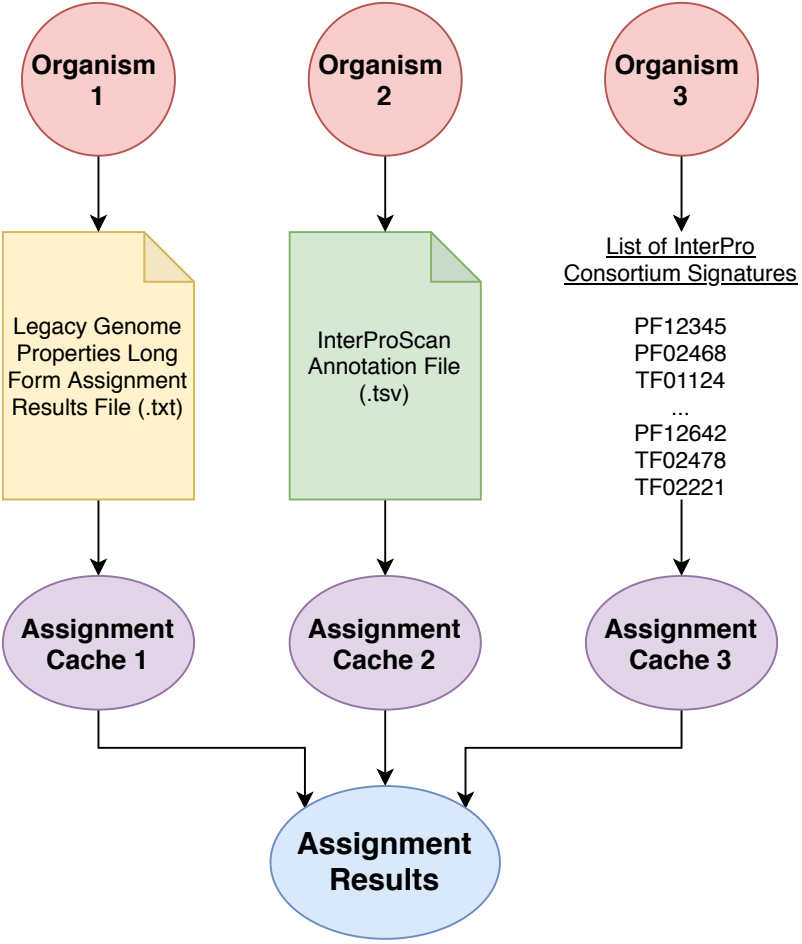 Organism
1
Organism
2
Organism
3
Legacy Genome
Properties Long
Form Assignment
Results File (.txt)
InterProScan
Annotation File
(.tsv)
List of InterPro
Consortium Signatures
PF12345
PF02468
TF01124
...
PF12642
TF02478
TF02221
Assignment
Cache 1
Assignment
Cache 2
Assignment
Cache 3
Assignment
Results